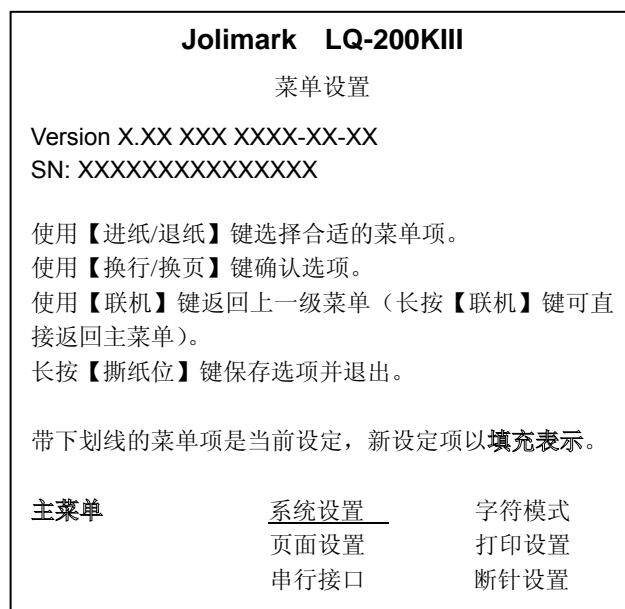 Jolimark LQ-200KIII
菜单设置
Version X.XX XXX XXXX-XX-XX
SN: XXXXXXXXXXXXXXX
使用【进纸/退纸】键选择合适的菜单项。
使用【换行/换页】键确认选项。
使用【联机】键返回上一级菜单（长按【联机】键可直
接返回主菜单）。
长按【撕纸位】键保存选项并退出。
带下划线的菜单项是当前设定，新设定项以填充表示。
主菜单 系统设置 字符模式
页面设置 打印设置
串行接口 断针设置